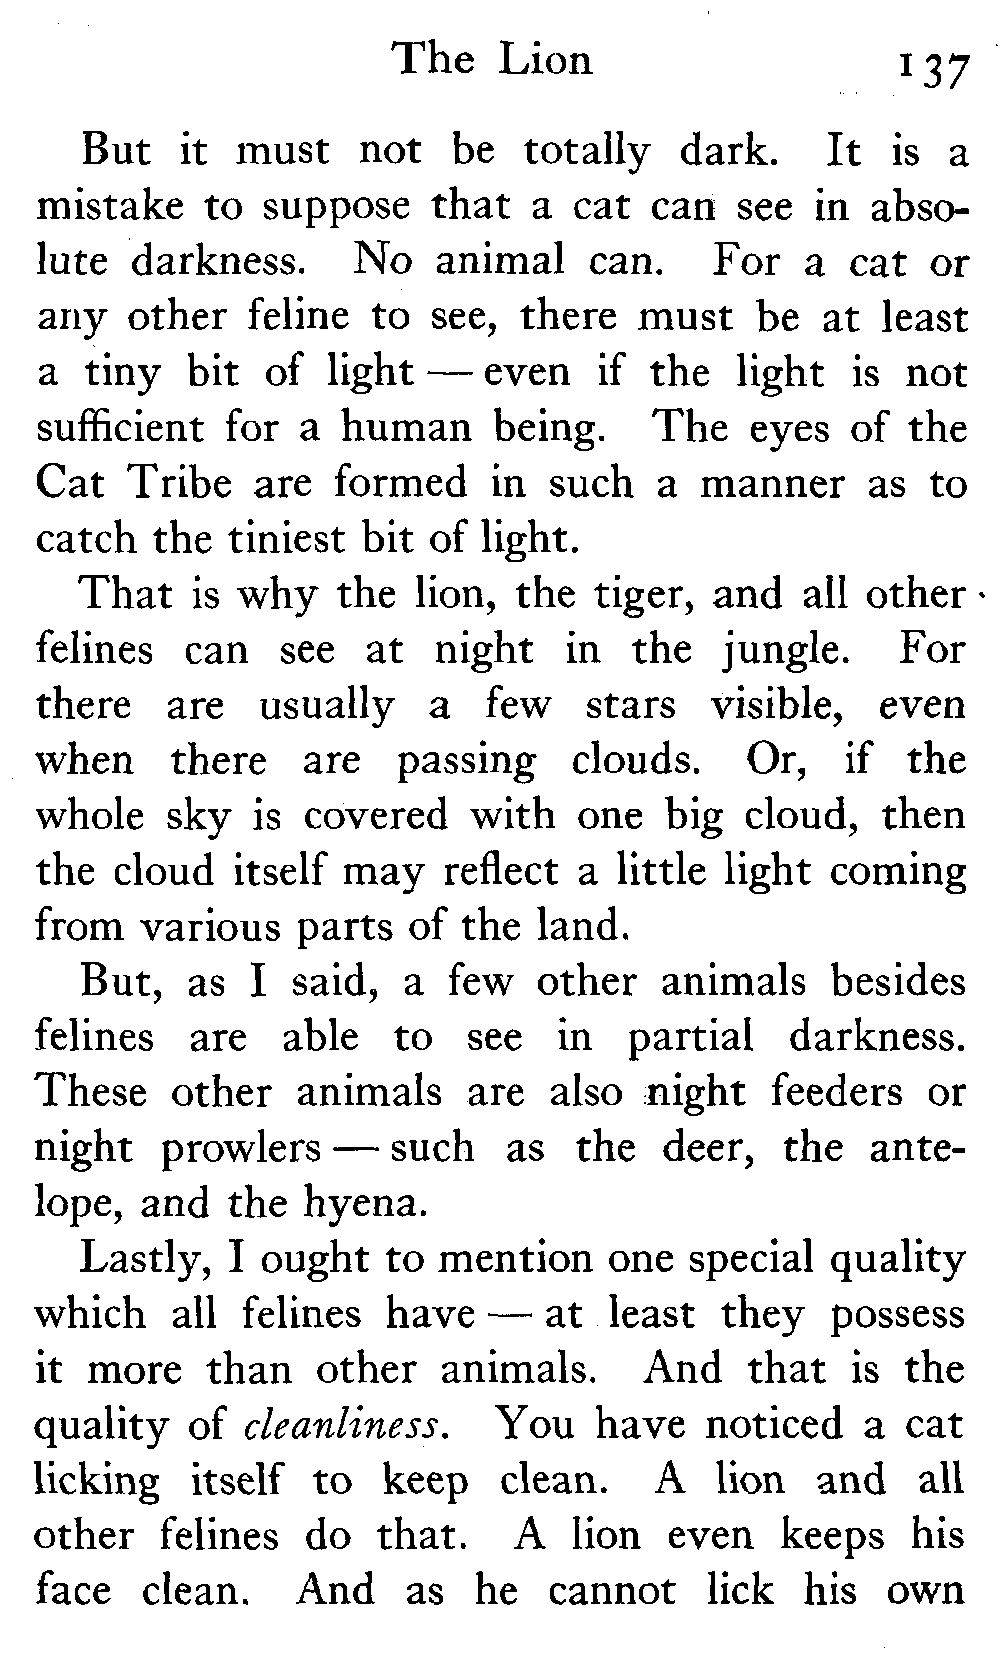 The Lion 137
But it must not be totally dark. It is a
mistake to suppose that a cat can see in abso-
lute darkness. No animal can. For a cat or
any other feline to see, there must be at least
a tiny bit of light — even if the light is not
sufficient for a human being. The eyes of the
Cat Tribe are formed in such a manner as to
catch the tiniest bit of light.
That is why the lion, the tiger, and all other
felines can see at night in the jungle. For
there are usually a few stars visible, even
when there are passing clouds. Or, if the
whole sky is covered with one big cloud, then
the cloud itself may reflect a little light coming
from various parts of the land.
But, as I said, a few other animals besides
felines are able to see in partial darkness.
These other animals are also night feeders or
night prowlers — such as the deer, the ante-
lope, and the hyena.
Lastly, I ought to mention one special quality
which all felines have — at least they possess
it more than other animals. And that is the
quality of cleanliness. You have noticed a cat
licking itself to keep clean. A lion and all
other felines do that. A lion even keeps his
face clean. And as he cannot lick his own